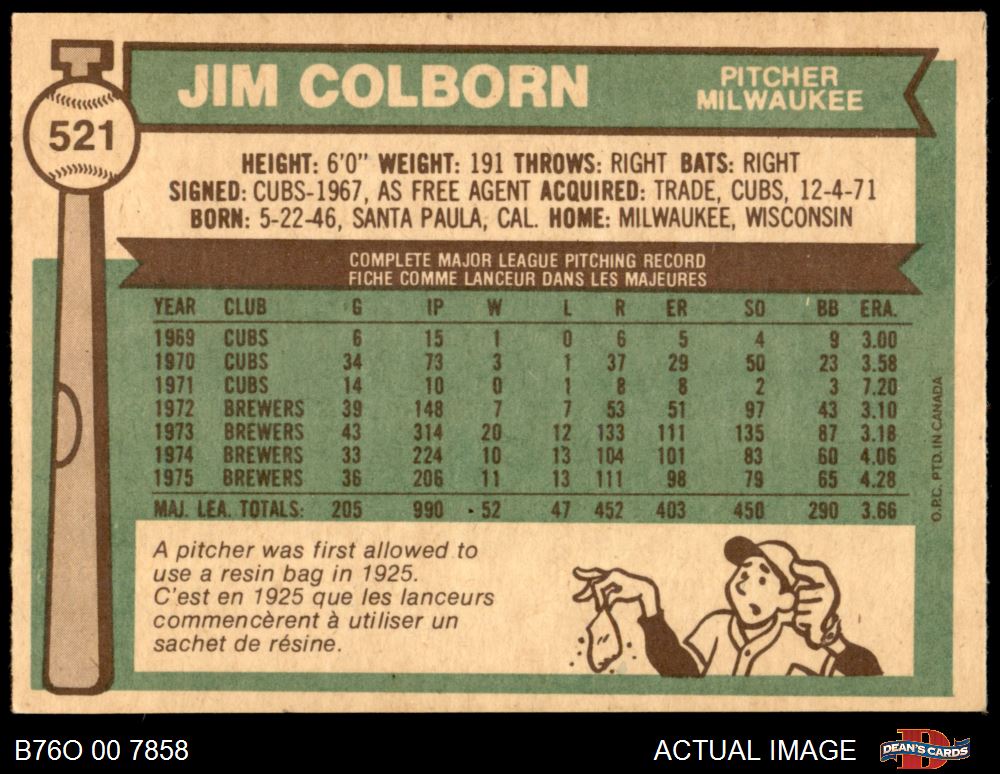 JIM COLBORN
PITCHER
MILWAUKEE
521
HEIGHT: 6'0" WEIGHT: 191 THROWS: RIGHT BATS: RIGHT
SIGNED: CUBS-1967, AS FREE AGENT ACQUIRED: TRADE, CUBS, 12-4-71
BORN: 5-22-46, SANTA PAULA, CAL. HOME: MILWAUKEE, WISCONSIN
COMPLETE MAJOR LEAGUE PITCHING RECORD
FICHE COMME LANCEUR DANS LES MAJEURES
YEAR CLUB G IP W L R ER SO BB ERA.
1969 CUBS 6 15 1 0 6 5 4 9 3.00
1970 CUBS 34 73 3 1 37 29 50 23 3.58
1971 CUBS 14 10 0 1 8 8 2 3 7.20
1972 BREWERS 39 148 7 7 53 51 97 43 3.10
1973 BREWERS 43 314 20 12 133 111 135 87 3.18
1974 BREWERS 33 224 10 13 104 101 83 60 4.06
1975 BREWERS 36 206 11 13 111 98 79 65 4.28
MAJ. LEA. TOTALS: 205 990 52 47 452 403 450 290 3.66
O.P.C. PTD. IN CANADA
A pitcher was first allowed to
use a resin bag in 1925.
C'est en 1925 que les lanceurs
commencèrent à utiliser un
sachet de résine.
B76O 00 7858
ACTUAL IMAGE
DEAN'S CARDS